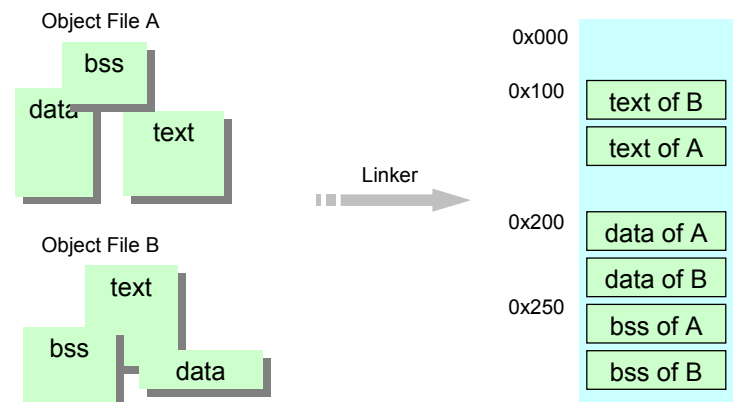 Object File A
bss
data
text
Object File B
text
bss
data
Linker
0x000
0x100
text of B
text of A
0x200
data of A
data of B
0x250
bss of A
bss of B